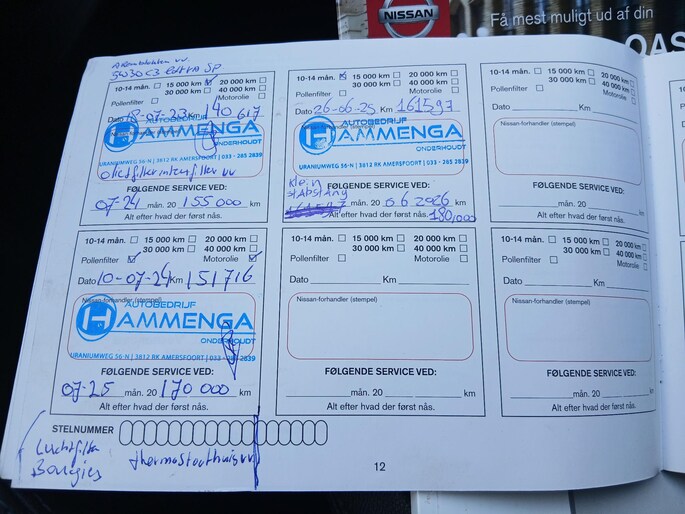 NISSAN
Få mest muligt ud af din
QAS
5W30 C3 extra SP
10-14 mån. 15 000 km 20 000 km
30 000 km 40 000 km
Pollenfilter Motorolie
Dato 18-07-23 Km 140 617
Nissan-forhandler (stempel)
AUTOBEDRIJF
HAMMENGA
ONDERHOUDT
URANIUMWEG 56-N | 3812 RK AMERSFOORT | 033 - 285 2839
FØLGENDE SERVICE VED:
07-24 mån. 20 155 000 km
Alt efter hvad der først nås.
10-14 mån. 15 000 km 20 000 km
30 000 km 40 000 km
Pollenfilter Motorolie
Dato 26-06-25 Km 161597
AUTOBEDRIJF
HAMMENGA
ONDERHOUDT
URANIUMWEG 56-N | 3812 RK AMERSFOORT | 033 - 285 2839
FØLGENDE SERVICE VED:
mån. 20 06 2026 km
Alt efter hvad der først nås. 180,000
10-14 mån. 15 000 km 20 000 km
30 000 km 40 000 km
Pollenfilter Motorolie
Dato Km
Nissan-forhandler (stempel)
FØLGENDE SERVICE VED:
mån. 20 km
Alt efter hvad der først nås.
10-14 mån. 15 000 km 20 000 km
30 000 km 40 000 km
Pollenfilter Motorolie
Dato 10-07-24 Km 151716
Nissan-forhandler (stempel)
AUTOBEDRIJF
HAMMENGA
ONDERHOUDT
URANIUMWEG 56-N | 3812 RK AMERSFOORT | 033 - 285 2839
FØLGENDE SERVICE VED:
07-25 mån. 20 170 000 km
Alt efter hvad der først nås.
10-14 mån. 15 000 km 20 000 km
30 000 km 40 000 km
Pollenfilter Motorolie
Dato Km
Nissan-forhandler (stempel)
FØLGENDE SERVICE VED:
mån. 20 km
Alt efter hvad der først nås.
10-14 mån. 15 000 km 20 000 km
30 000 km 40 000 km
Pollenfilter Motorolie
Dato Km
Nissan-forhandler (stempel)
FØLGENDE SERVICE VED:
mån. 20 km
Alt efter hvad der først nås.
STELNUMMER
Luchtfilter
Bougies
thermostaathuis vv
12